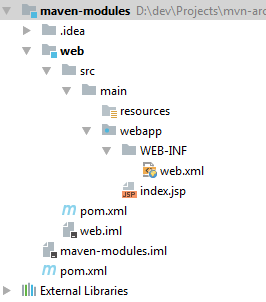 maven-modules D:\dev\Projects\mvn-arc
.idea
web
src
main
resources
webapp
WEB-INF
web.xml
JSP index.jsp
m pom.xml
web.iml
maven-modules.iml
m pom.xml
External Libraries